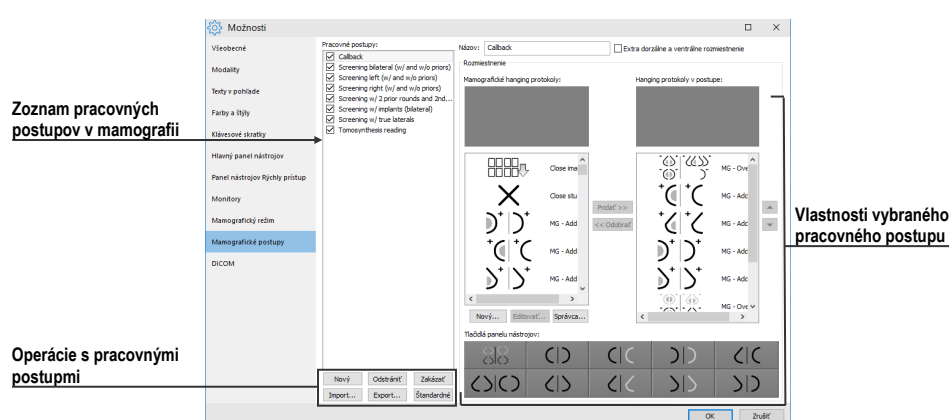 Možnosti
Všeobecné
Modality
Texty v pohľade
Farby a štýly
Klávesové skratky
Hlavný panel nástrojov
Panel nástrojov Rýchly prístup
Monitory
Mamografický režim
Mamografické postupy
DICOM
Zoznam pracovných
postupov v mamografii
Operácie s pracovnými
postupmi
Pracovné postupy:
Callback
Screening bilateral (w/ and w/o priors)
Screening left (w/ and w/o priors)
Screening right (w/ and w/o priors)
Screening w/ 2 prior rounds and 2nd...
Screening w/ implants (bilateral)
Screening w/ true laterals
Tomosynthesis reading
Nový Odstrániť Zakázať
Import... Export... Štandardné
Názov: Callback Extra dorzálne a ventrálne rozmiestnenie
Rozmiestnenie
Mamografické hanging protokoly:
Close ima
Close stu
MG - Add
MG - Add
MG - Add
Nový... Editovať... Správca...
Pridať >>
<< Odobrať
Hanging protokoly v postupe:
MG - Ove
MG - Add
MG - Add
MG - Add
MG - Add
MG - Ove
Tlačidlá panelu nástrojov:
OK Zrušiť
Vlastnosti vybraného
pracovného postupu